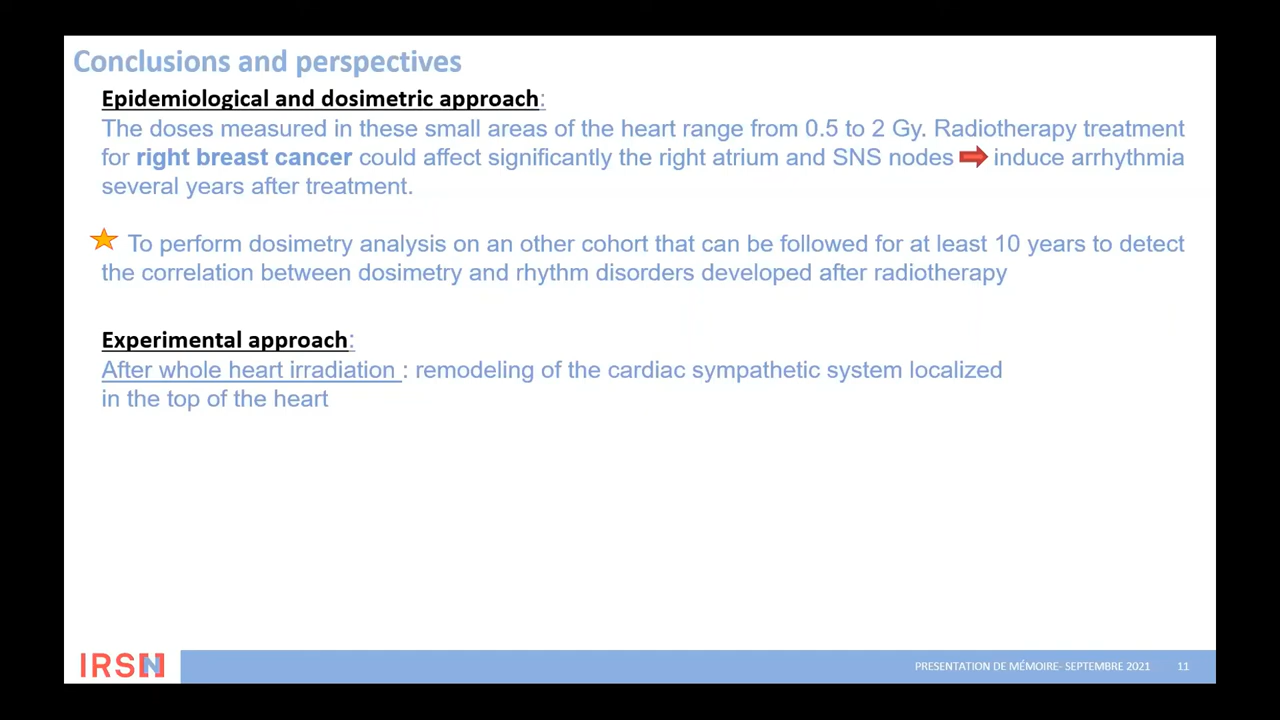 Conclusions and perspectives
Epidemiological and dosimetric approach:
The doses measured in these small areas of the heart range from 0.5 to 2 Gy. Radiotherapy treatment
for right breast cancer could affect significantly the right atrium and SNS nodes induce arrhythmia
several years after treatment.
To perform dosimetry analysis on an other cohort that can be followed for at least 10 years to detect
the correlation between dosimetry and rhythm disorders developed after radiotherapy
Experimental approach:
After whole heart irradiation : remodeling of the cardiac sympathetic system localized
in the top of the heart
IRSN
PRESENTATION DE MÉMOIRE- SEPTEMBRE 2021 11